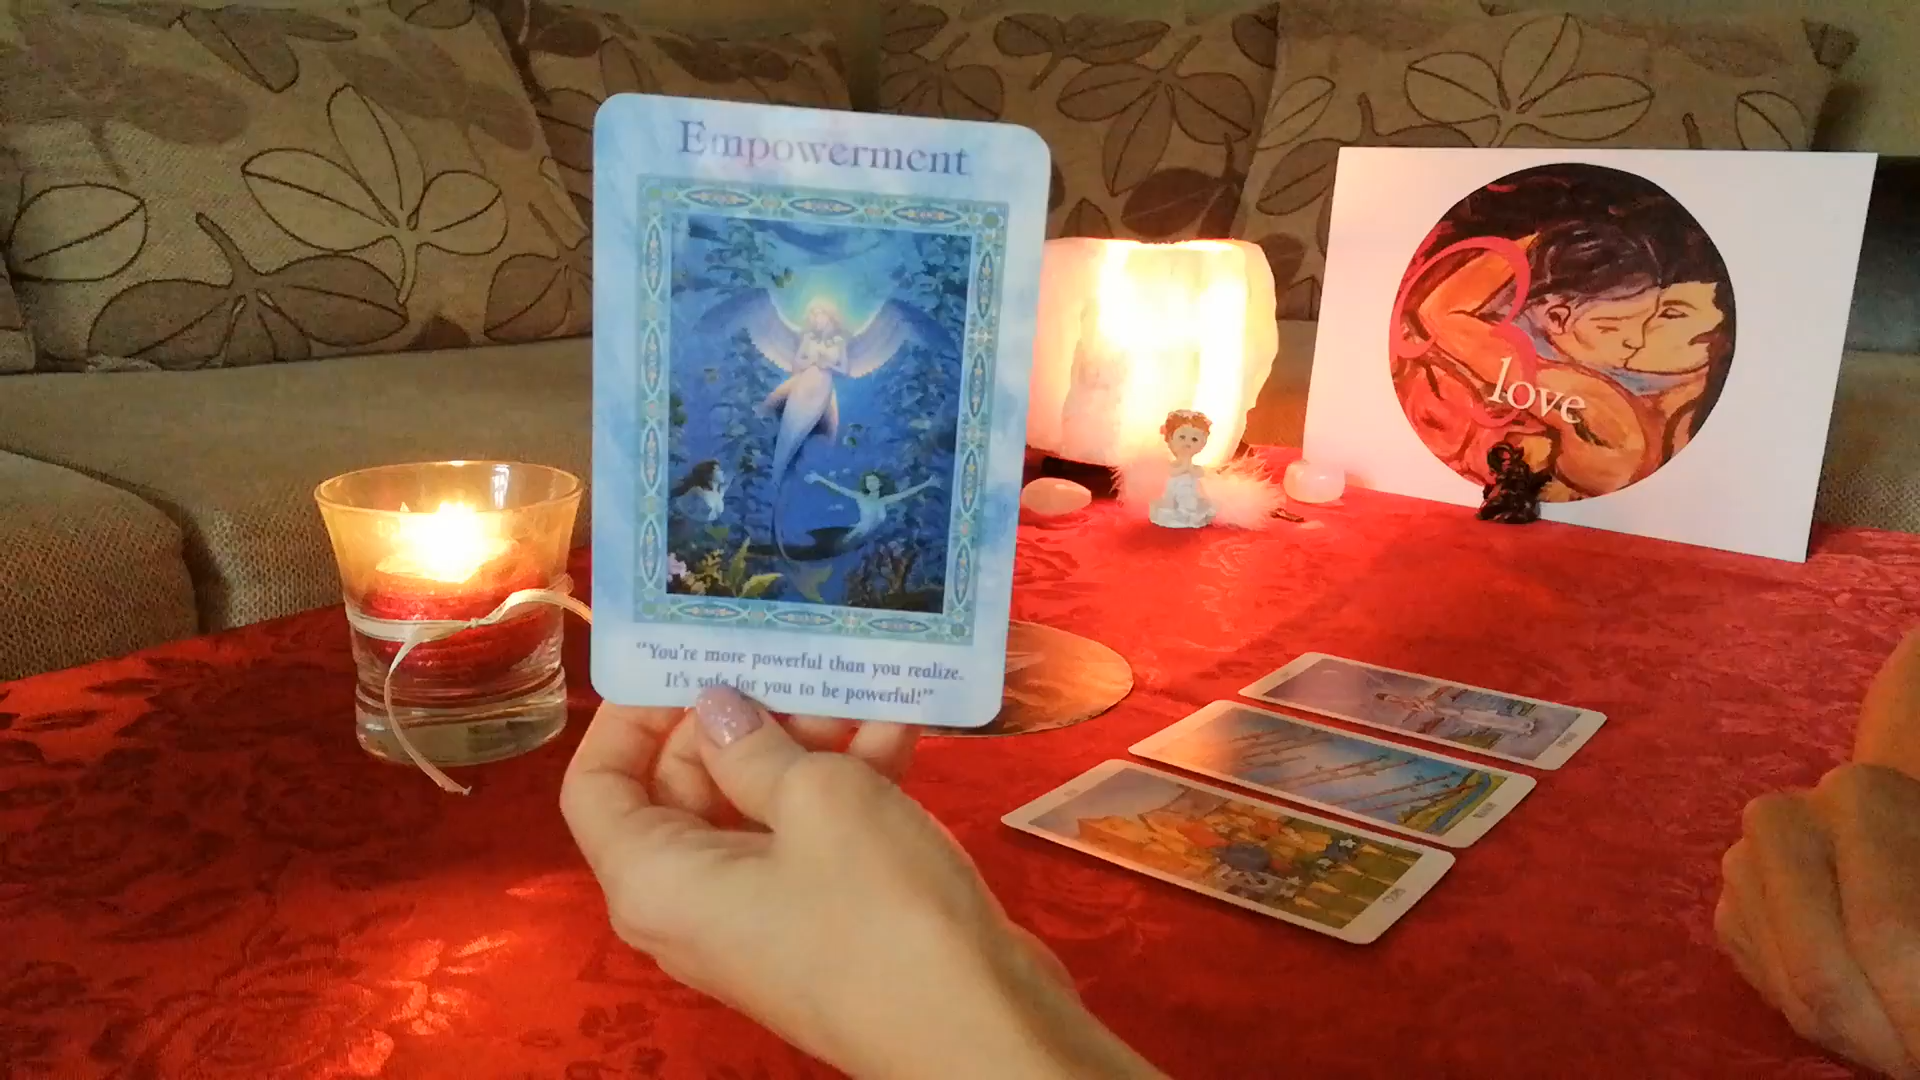 Empowerment
"You're more powerful than you realize.
It's safe for you to be powerful!"
love